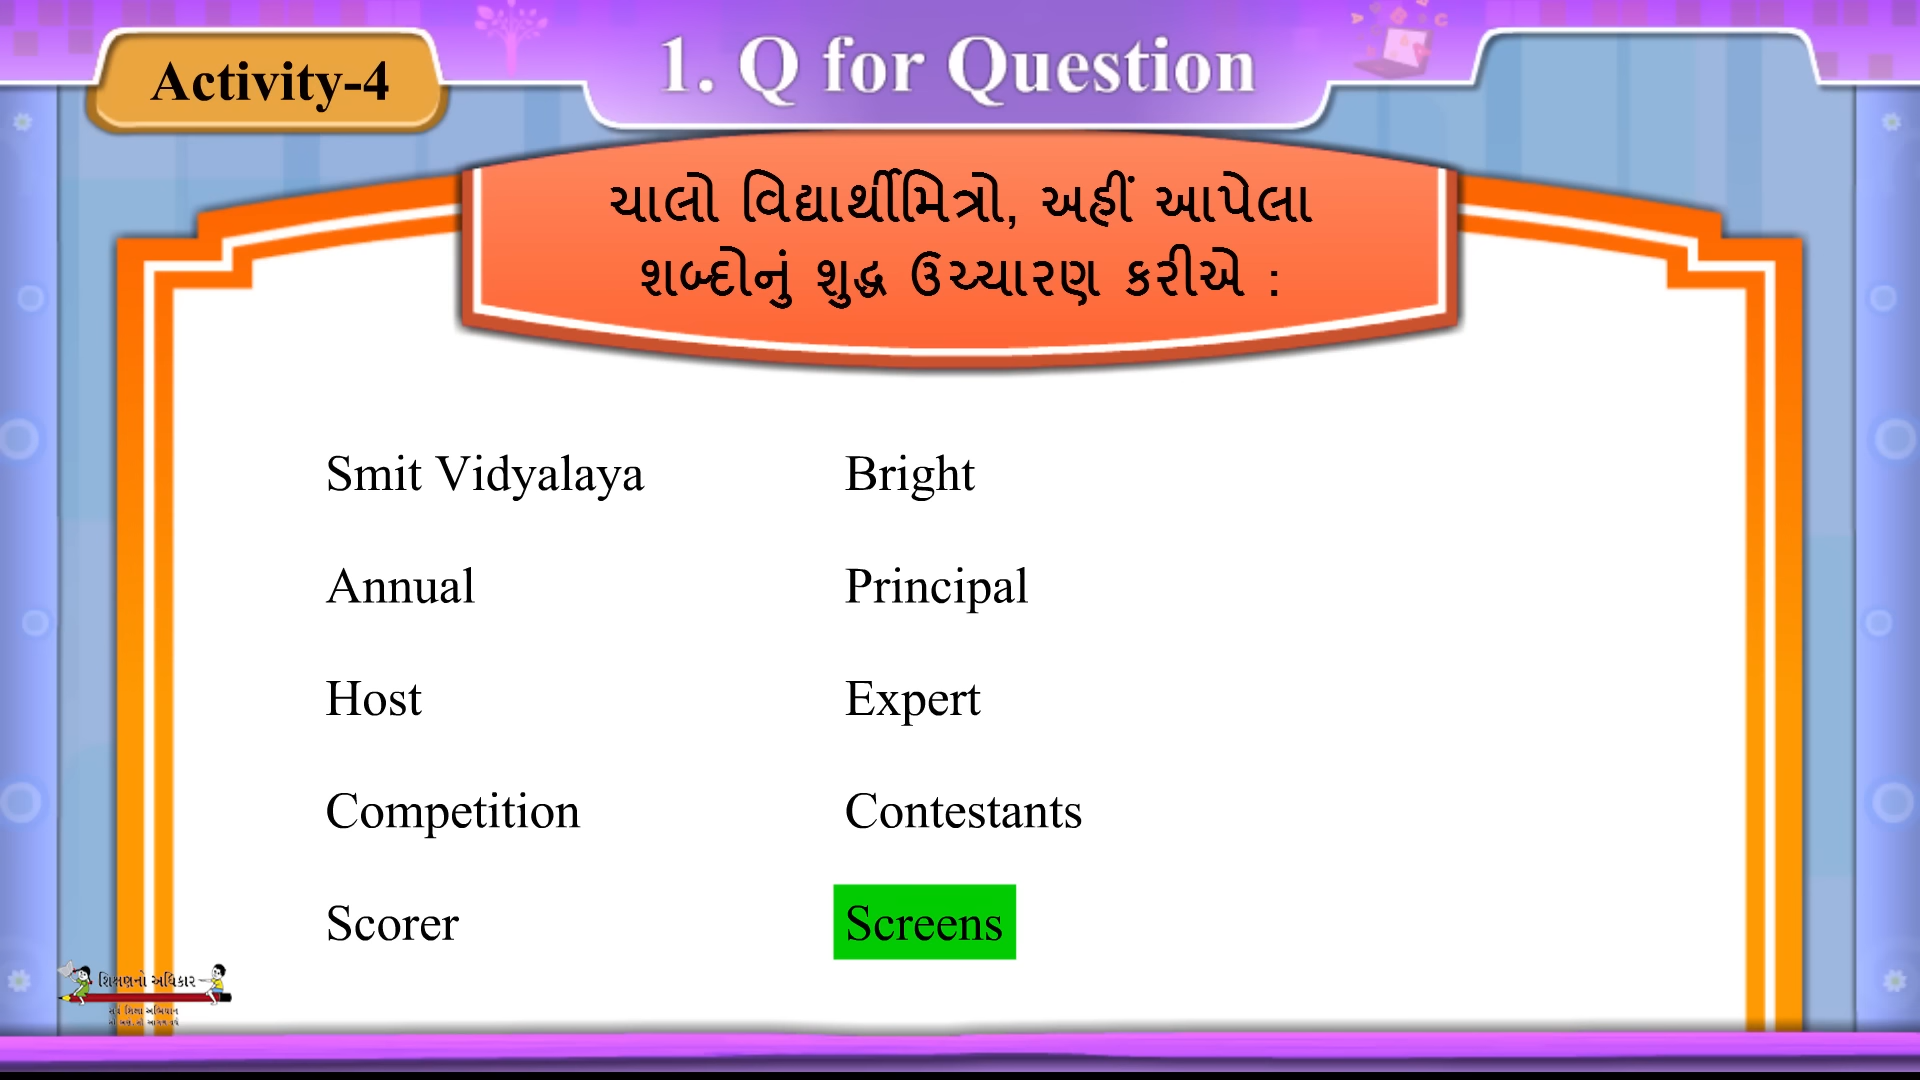 Activity-4
1. Q for Question
ચાલો વિદ્યાર્થીમિત્રો, અહીં આપેલા
શબ્દોનું શુદ્ધ ઉચ્ચારણ કરીએ :
Smit Vidyalaya
Bright
Annual
Principal
Host
Expert
Competition
Contestants
Scorer
Screens
શિક્ષણનો અધિકાર